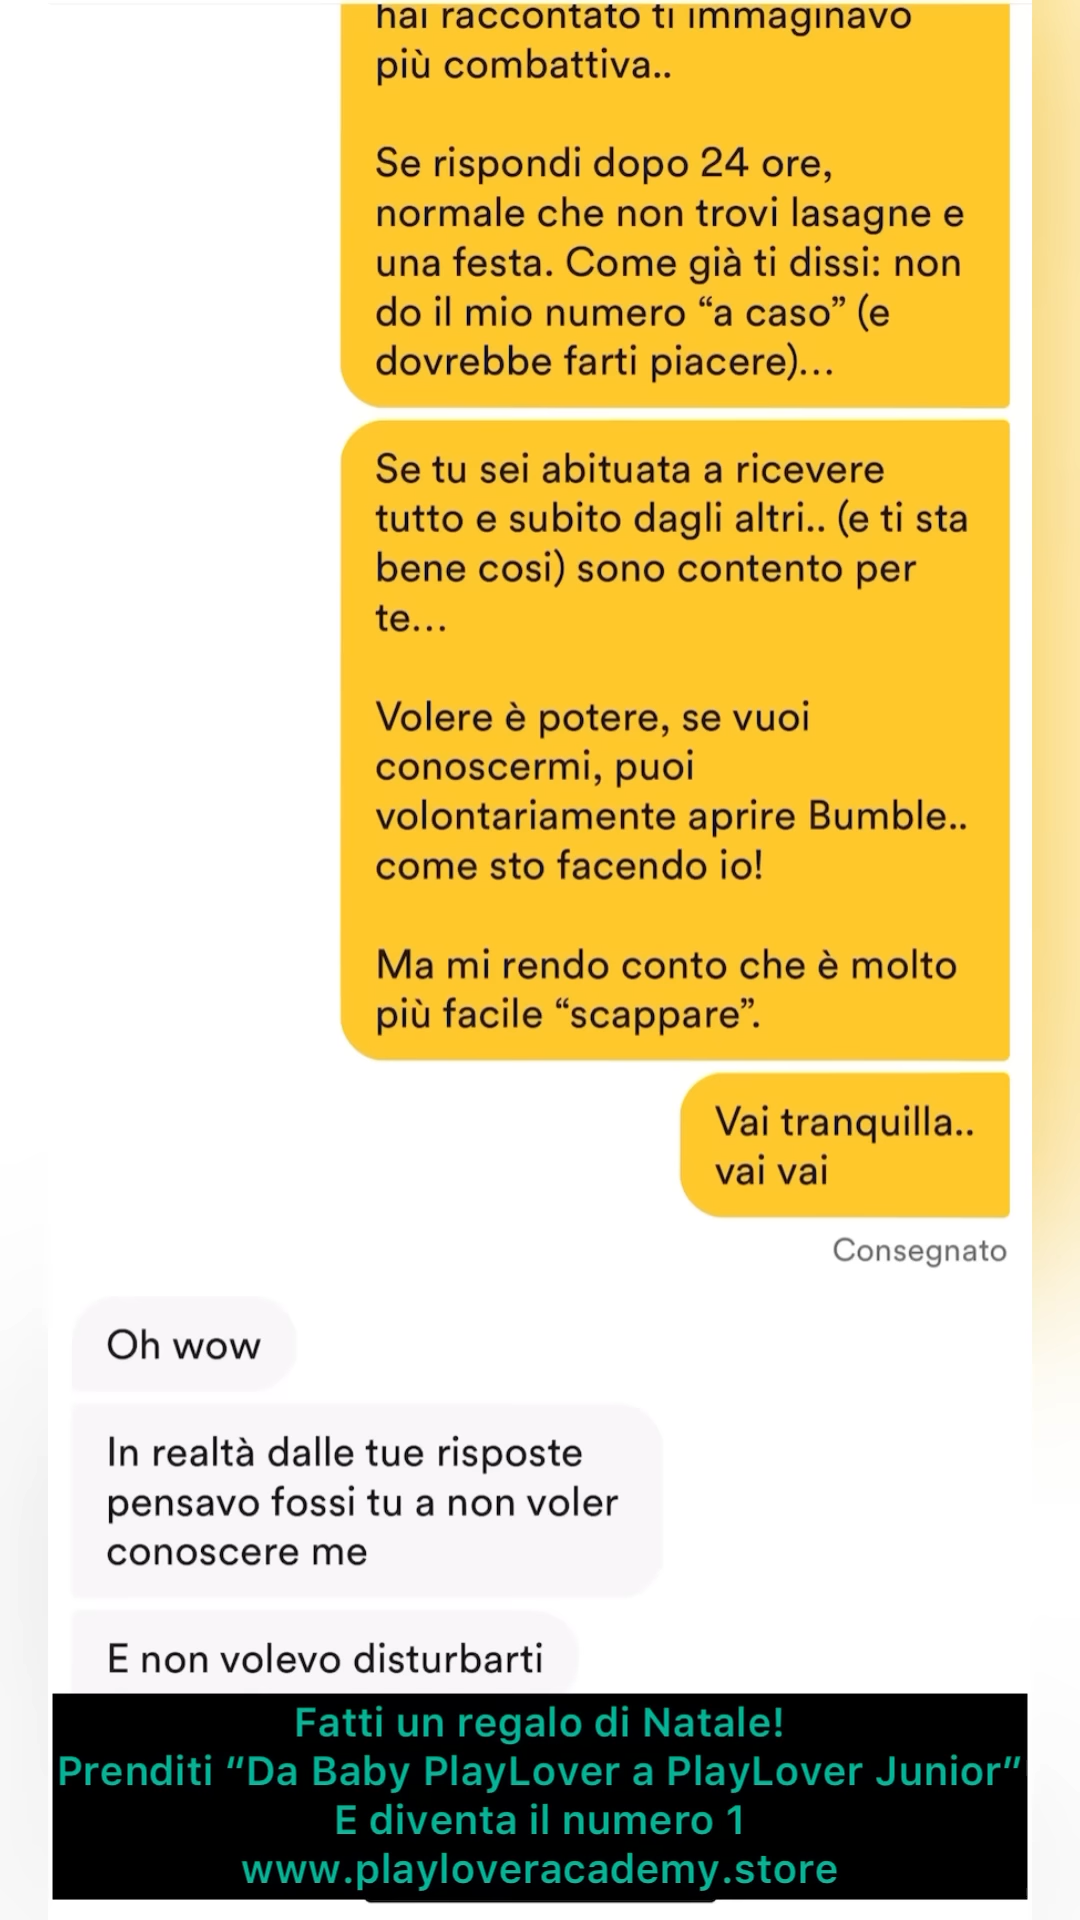 hai raccontato ti immaginavo
più combattiva..
Se rispondi dopo 24 ore,
normale che non trovi lasagne e
una festa. Come già ti dissi: non
do il mio numero “a caso” (e
dovrebbe farti piacere)...
Se tu sei abituata a ricevere
tutto e subito dagli altri.. (e ti sta
bene cosi) sono contento per
te...
Volere è potere, se vuoi
conoscermi, puoi
volontariamente aprire Bumble..
come sto facendo io!
Ma mi rendo conto che è molto
più facile “scappare”.
Vai tranquilla..
vai vai
Consegnato
Oh wow
In realtà dalle tue risposte
pensavo fossi tu a non voler
conoscere me
E non volevo disturbarti
Fatti un regalo di Natale!
Prenditi “Da Baby PlayLover a PlayLover Junior”
E diventa il numero 1
www.playloveracademy.store